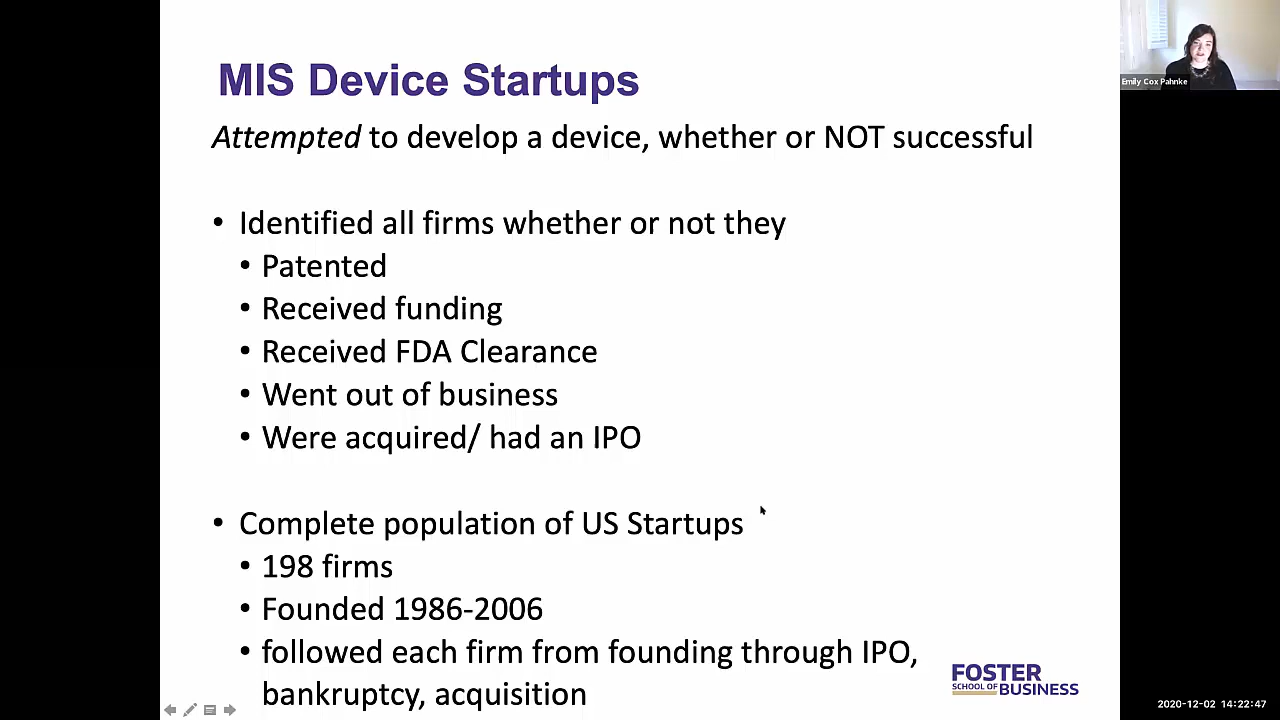 MIS Device Startups
Attempted to develop a device, whether or NOT successful
• Identified all firms whether or not they
• Patented
• Received funding
• Received FDA Clearance
• Went out of business
• Were acquired/ had an IPO
• Complete population of US Startups
• 198 firms
• Founded 1986-2006
• followed each firm from founding through IPO,
bankruptcy, acquisition
FOSTER
SCHOOL OF BUSINESS
Emily Cox Pahnke
2020-12-02 14:22:47